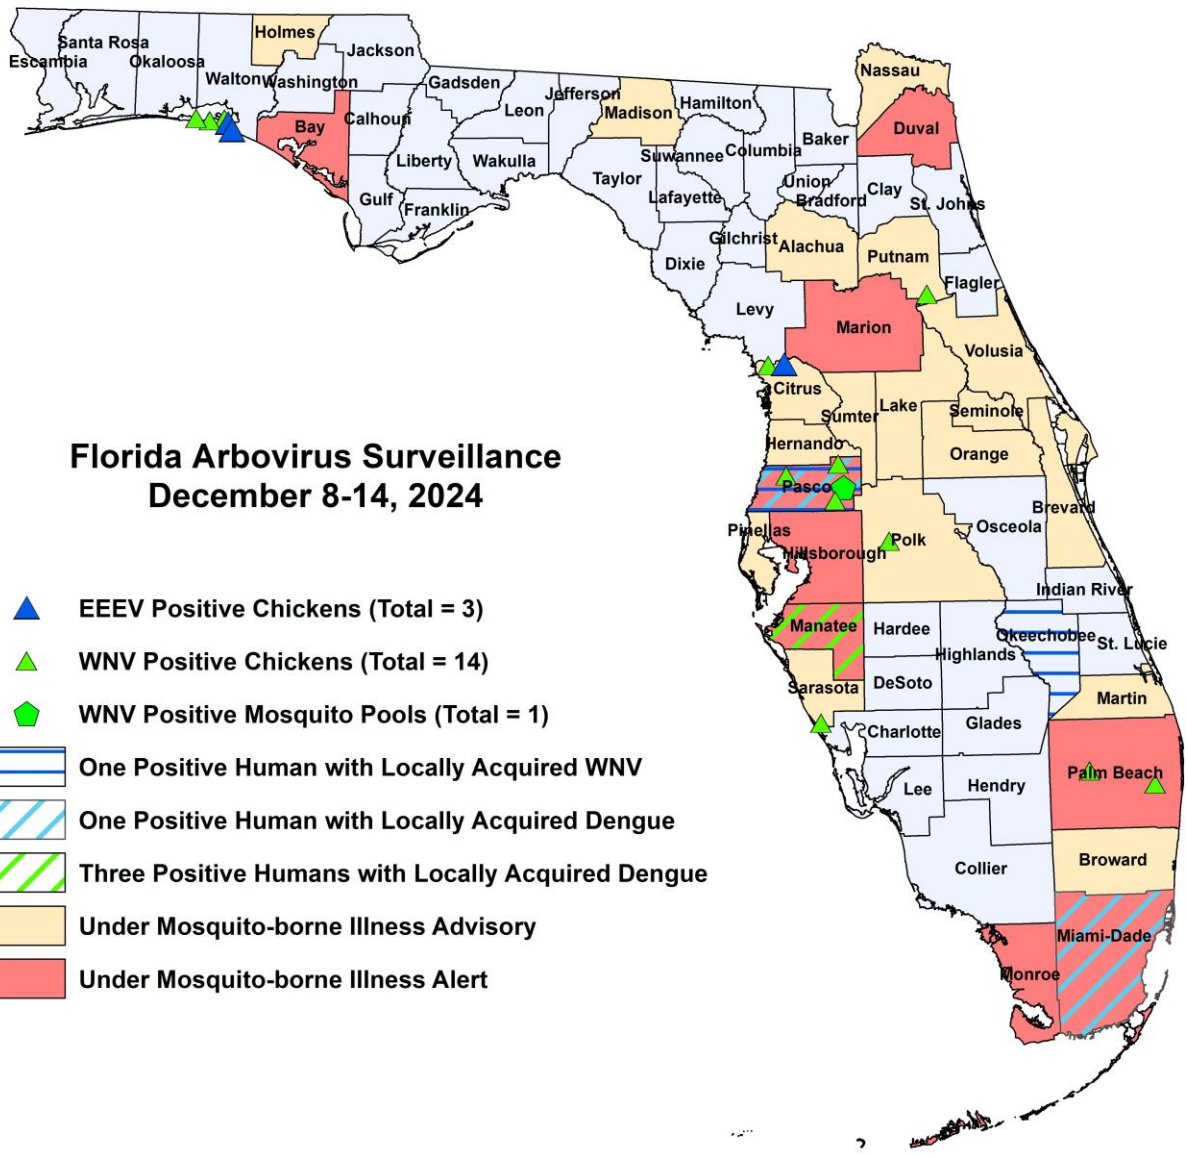 Holmes
Santa Rosa
Jackson
Escambia
Okaloosa
Walton
Washington
Gadsden
Jefferson
Leon
Madison
Hamilton
Nassau
Calhoun
Bay
Duval
Baker
Liberty
Wakulla
Suwannee
Columbia
Taylor
Union
Lafayette
Bradford
Clay
St. Johns
Gulf
Franklin
Gilchrist
Alachua
Putnam
Dixie
Flagler
Levy
Marion
Volusia
Citrus
Sumter
Lake
Seminole
Hernando
Orange
Florida Arbovirus Surveillance
December 8-14, 2024
Pasco
Brevard
Pinellas
Osceola
Hillsborough
Polk
Indian River
EEEV Positive Chickens (Total = 3)
Manatee
Hardee
Okeechobee
St. Lucie
Highlands
WNV Positive Chickens (Total = 14)
Sarasota
DeSoto
Martin
WNV Positive Mosquito Pools (Total = 1)
Charlotte
Glades
One Positive Human with Locally Acquired WNV
Palm Beach
Lee
Hendry
One Positive Human with Locally Acquired Dengue
Three Positive Humans with Locally Acquired Dengue
Collier
Broward
Under Mosquito-borne Illness Advisory
Miami-Dade
Under Mosquito-borne Illness Alert
Monroe